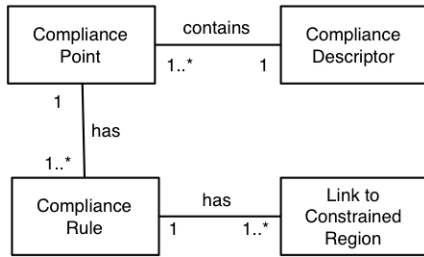 Compliance
Point
contains
1..*
1
Compliance
Descriptor
1
has
1..*
Compliance
Rule
has
1
1..*
Link to
Constrained
Region